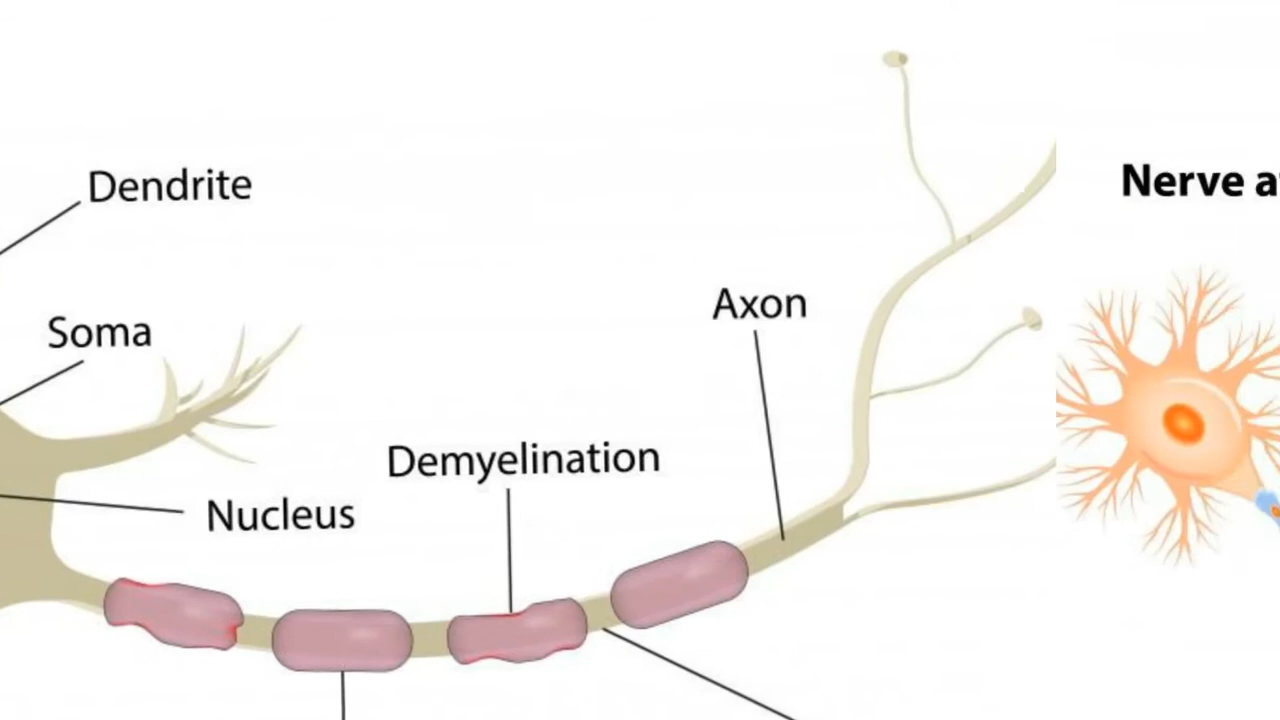 Dendrite
Nerve
Axon
Soma
Demyelination
Nucleus